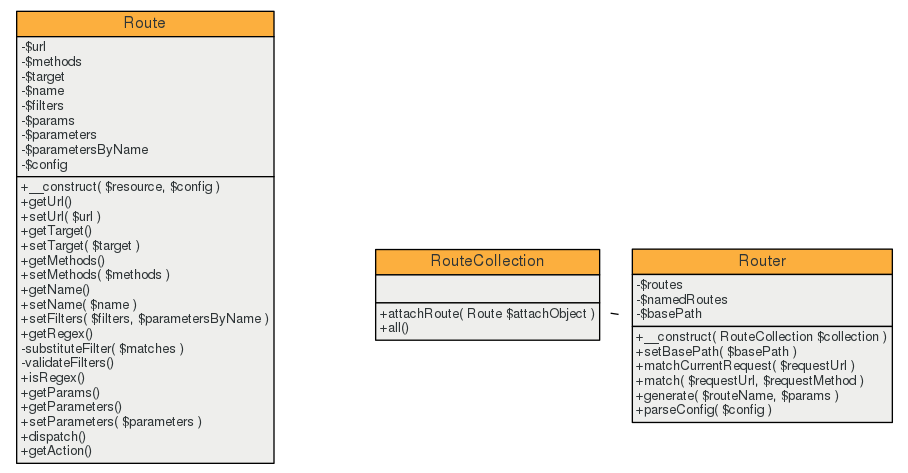 Route
-$url
-$methods
-$target
-$name
-$filters
-$params
-$parameters
-$parametersByName
-$config
+__construct( $resource, $config )
+getUrl()
+setUrl( $url )
+getTarget()
+setTarget( $target )
+getMethods()
+setMethods( $methods )
+getName()
+setName( $name )
+setFilters( $filters, $parametersByName )
+getRegex()
-substituteFilter( $matches )
-validateFilters()
+isRegex()
+getParams()
+getParameters()
+setParameters( $parameters )
+dispatch()
+getAction()
RouteCollection
+attachRoute( Route $attachObject )
+all()
Router
-$routes
-$namedRoutes
-$basePath
+__construct( RouteCollection $collection )
+setBasePath( $basePath )
+matchCurrentRequest( $requestUrl )
+match( $requestUrl, $requestMethod )
+generate( $routeName, $params )
+parseConfig( $config )